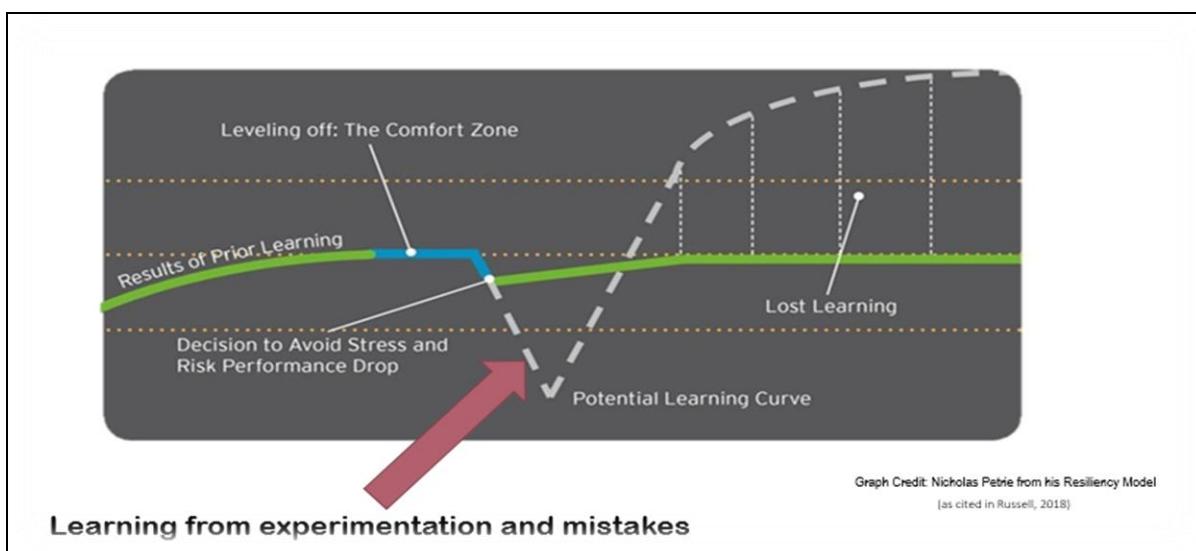 Leveling off: The Comfort Zone
Results of Prior Learning
Lost Learning
Decision to Avoid Stress and
Risk Performance Drop
Potential Learning Curve
Graph Credit: Nicholas Petrie from his Resiliency Model
(as cited in Russell, 2018)
Learning from experimentation and mistakes